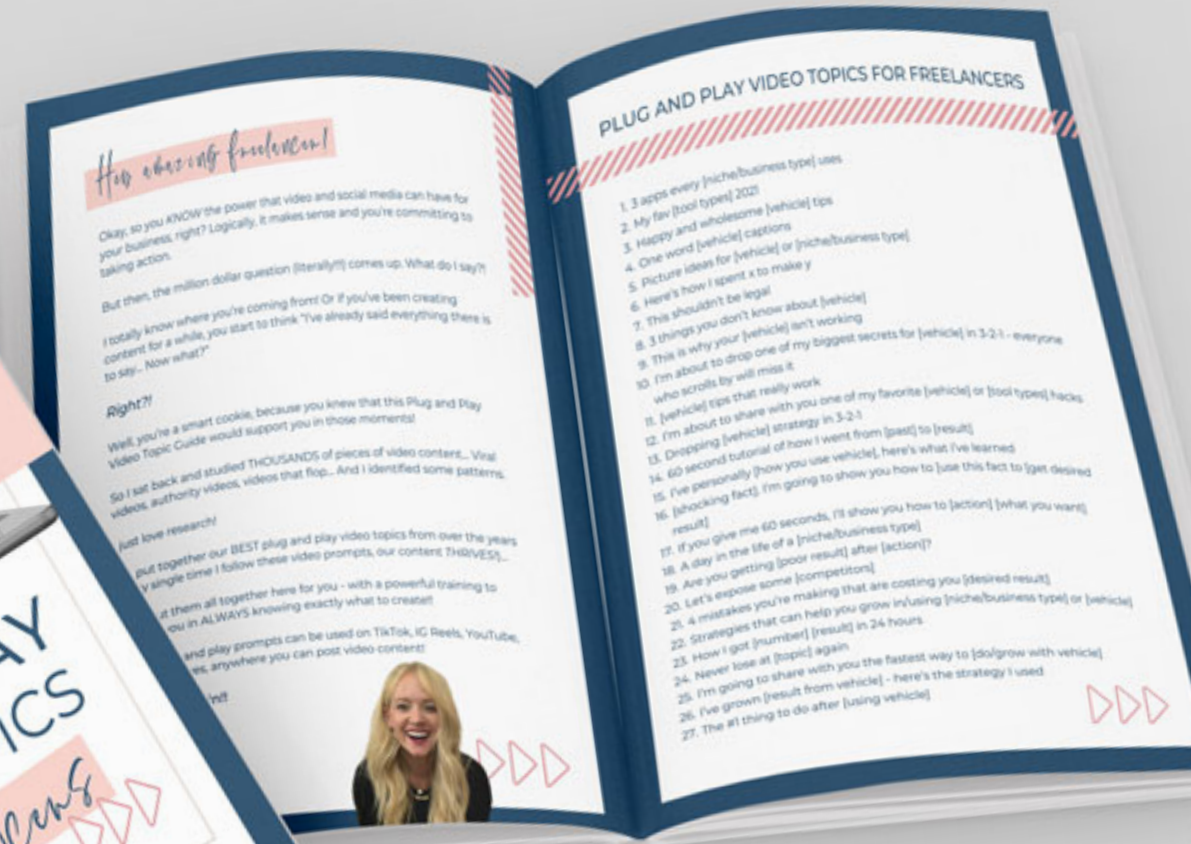 Hey amazing freelancer!
Okay, so you KNOW the power that video and social media can have for
your business, right? Logically, it makes sense and you're committing to
taking action.
But then, the million dollar question (literally!!!) comes up. What do I say?!
I totally know where you're coming from! Or if you've been creating
content for a while, you start to think "I've already said everything there is
to say... Now what?"
Right?!
Well, you're a smart cookie, because you knew that this Plug and Play
Video Topic Guide would support you in those moments!
So I sat back and studied THOUSANDS of pieces of video content... Viral
videos, authority videos, videos that flop... And I identified some patterns.
just love research!
put together our BEST plug and play video topics from over the years
y single time I follow these video prompts, our content THRIVES!...
them all together here for you - with a powerful training to
ou in ALWAYS knowing exactly what to create!!
and play prompts can be used on TikTok, IG Reels, YouTube,
es, anywhere you can post video content!
PLUG AND PLAY VIDEO TOPICS FOR FREELANCERS
1. 3 apps every [niche/business type] uses
2. My fav [tool types] 2021
3. Happy and wholesome [vehicle] tips
4. One word [vehicle] captions
5. Picture ideas for [vehicle] or [niche/business type]
6. Here's how I spent x to make y
7. This shouldn't be legal
8. 3 things you don't know about [vehicle]
9. This is why your [vehicle] isn't working
10. I'm about to drop one of my biggest secrets for [vehicle] in 3-2-1 - everyone
who scrolls by will miss it
11. [vehicle] tips that really work
12. I'm about to share with you one of my favorite [vehicle] or [tool types] hacks
13. Dropping [vehicle] strategy in 3-2-1
14. 60 second tutorial of how I went from [past] to [result]
15. I've personally [how you use vehicle], here's what I've learned
16. [shocking fact]. I'm going to show you how to [use this fact to [get desired
result]
17. If you give me 60 seconds, I'll show you how to [action] [what you want]
18. A day in the life of a [niche/business type]
19. Are you getting [poor result] after [action]?
20. Let's expose some [competitors]
21. 4 mistakes you're making that are costing you [desired result]
22. Strategies that can help you grow in/using [niche/business type] or [vehicle]
23. How I got [number] [result] in 24 hours
24. Never lose at [topic] again
25. I'm going to share with you the fastest way to [do/grow with vehicle]
26. I've grown [result from vehicle] - here's the strategy I used
27. The #1 thing to do after [using vehicle]
AY
ICS